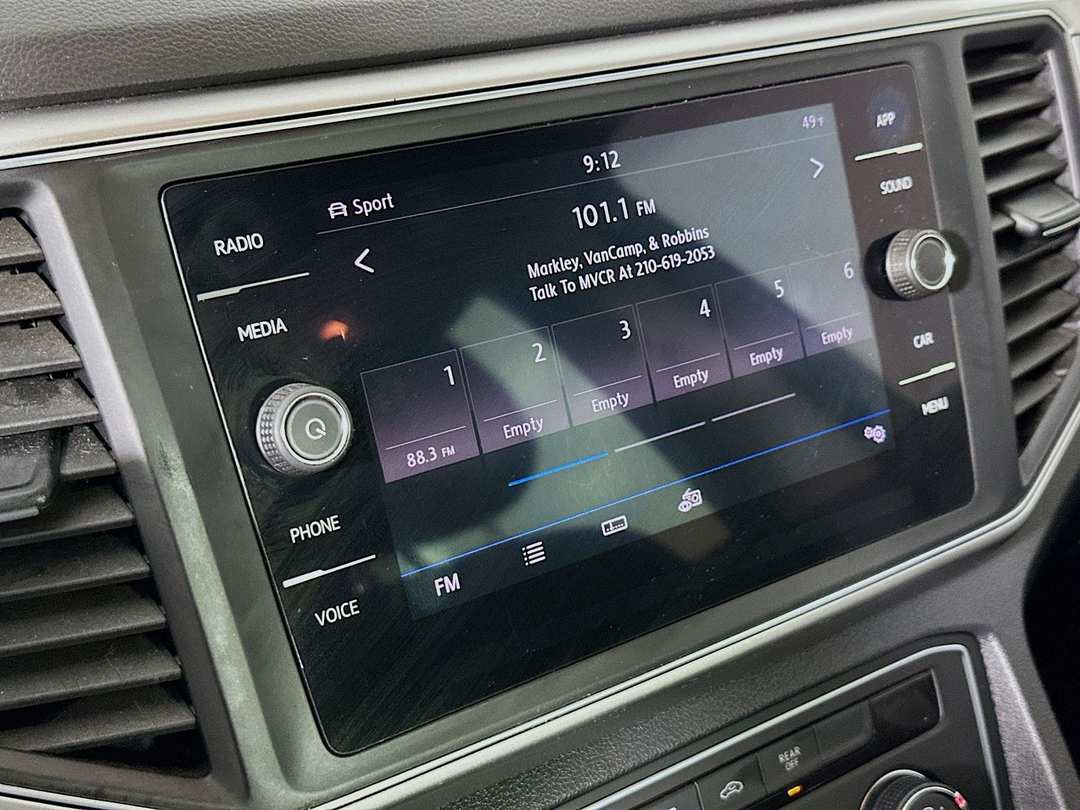 9:12
49°F
APP
Sport
SOUND
RADIO
101.1 FM
Markley, VanCamp, & Robbins
Talk To MVCR At 210-619-2053
MEDIA
1
2
3
4
5
6
88.3 FM
Empty
Empty
Empty
Empty
Empty
CAR
MENU
PHONE
FM
VOICE
REAR
OFF